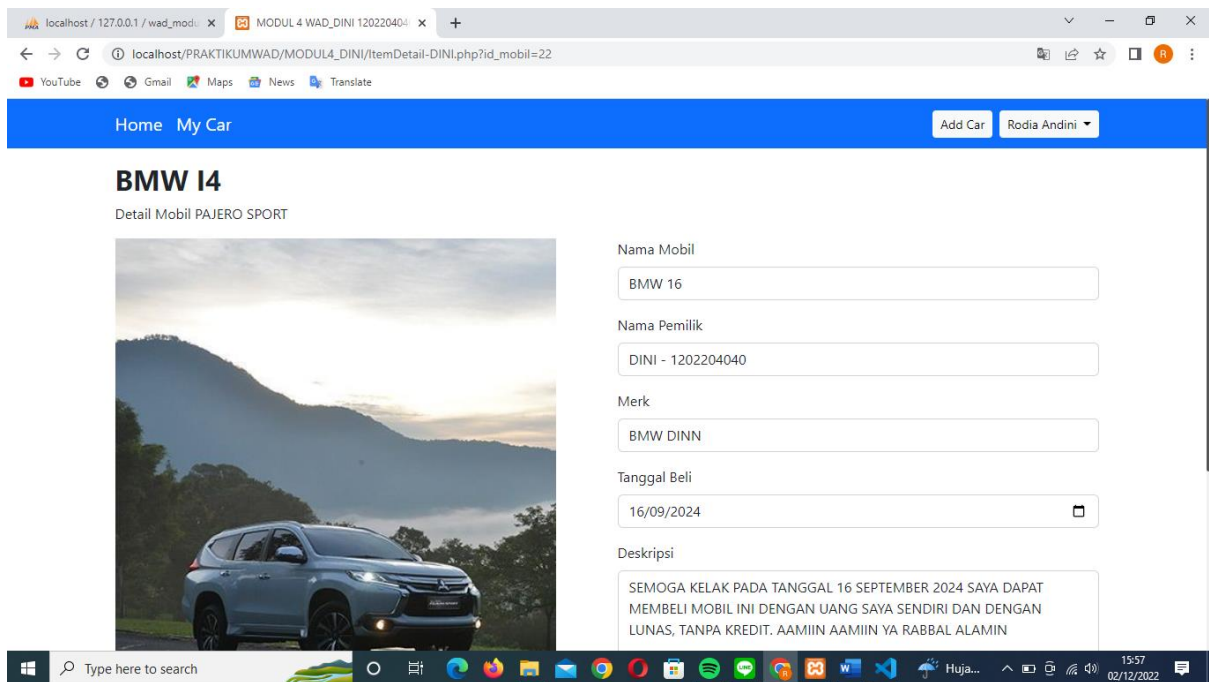 localhost / 127.0.0.1 / wad_modu
MODUL 4 WAD_DINI 120220404
localhost/PRAKTIKUMWAD/MODUL4_DINI/ItemDetail-DINI.php?id_mobil=22
YouTube Gmail Maps News Translate
Home My Car Add Car Rodia Andini
BMW I4
Detail Mobil PAJERO SPORT
Nama Mobil
BMW 16
Nama Pemilik
DINI - 1202204040
Merk
BMW DINN
Tanggal Beli
16/09/2024
Deskripsi
SEMOGA KELAK PADA TANGGAL 16 SEPTEMBER 2024 SAYA DAPAT
MEMBELI MOBIL INI DENGAN UANG SAYA SENDIRI DAN DENGAN
LUNAS, TANPA KREDIT. AAMIIN AAMIIN YA RABBAL ALAMIN
Type here to search
Huja...
15:57
02/12/2022